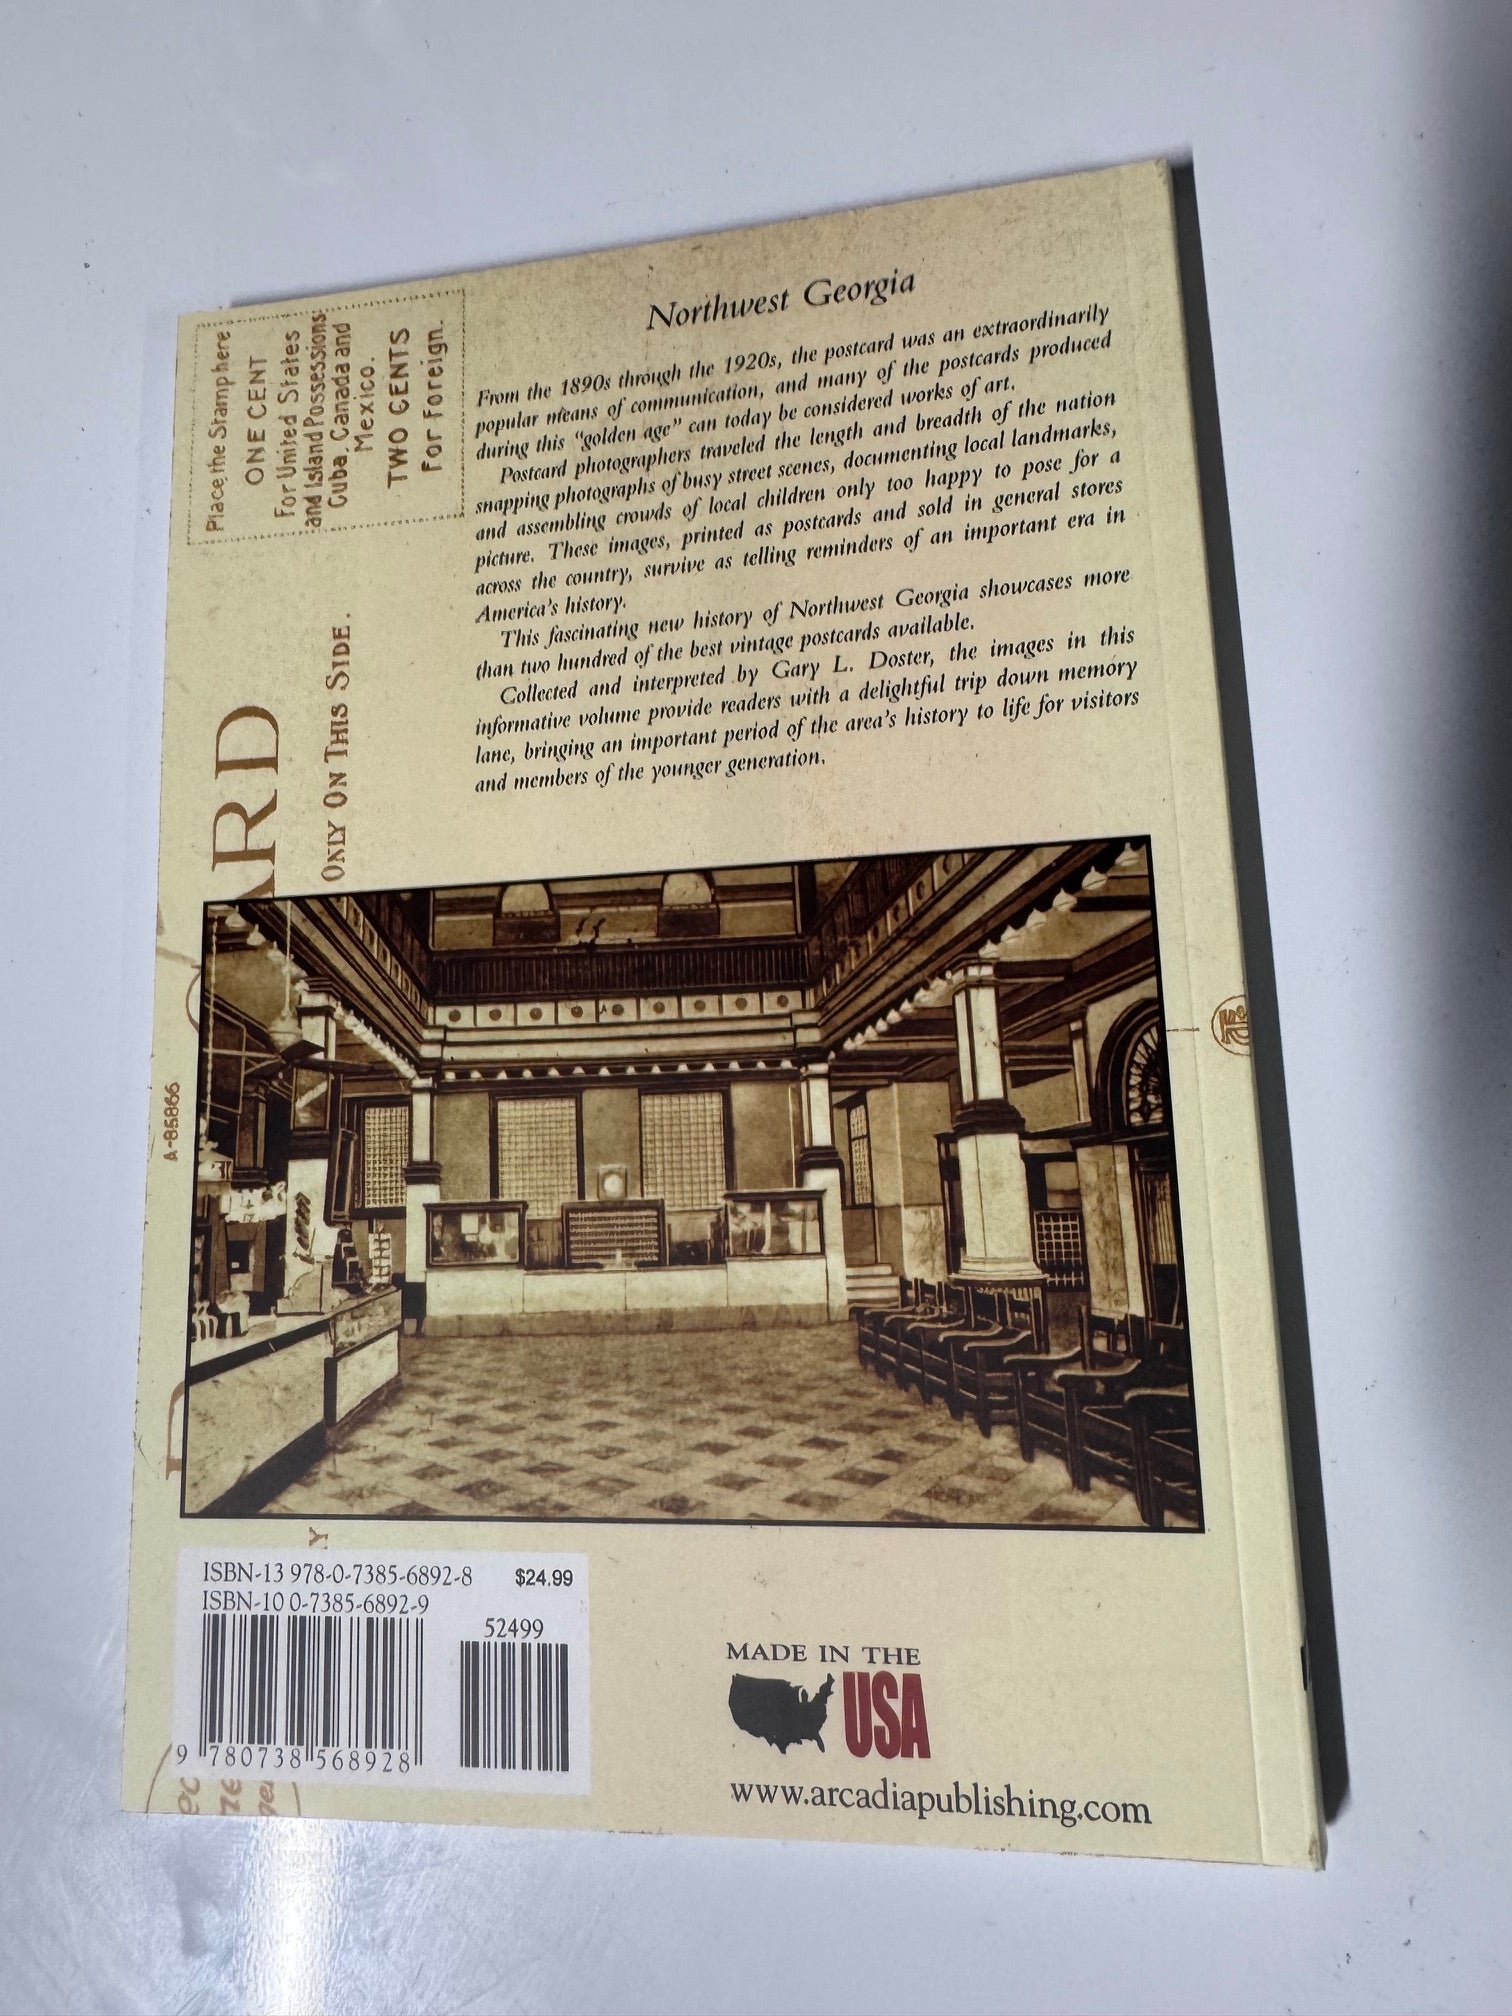 Place the Stamp here
ONE CENT
For United States
and Island Possessions
Cuba, Canada and
Mexico.
TWO CENTS
For Foreign.
ONLY ON THIS SIDE.
ARD
A-85866
Northwest Georgia
From the 1890s through the 1920s, the postcard was an extraordinarily
popular means of communication, and many of the postcards produced
during this “golden age” can today be considered works of art.
Postcard photographers traveled the length and breadth of the nation
snapping photographs of busy street scenes, documenting local landmarks,
and assembling crowds of local children only too happy to pose for a
picture. These images, printed as postcards and sold in general stores
across the country, survive as telling reminders of an important era in
America’s history.
This fascinating new history of Northwest Georgia showcases more
than two hundred of the best vintage postcards available.
Collected and interpreted by Gary L. Doster, the images in this
informative volume provide readers with a delightful trip down memory
lane, bringing an important period of the area’s history to life for visitors
and members of the younger generation.
ISBN-13 978-0-7385-6892-8 $24.99
ISBN-10 0-7385-6892-9
52499
9 780738 568928
MADE IN THE
USA
www.arcadiapublishing.com